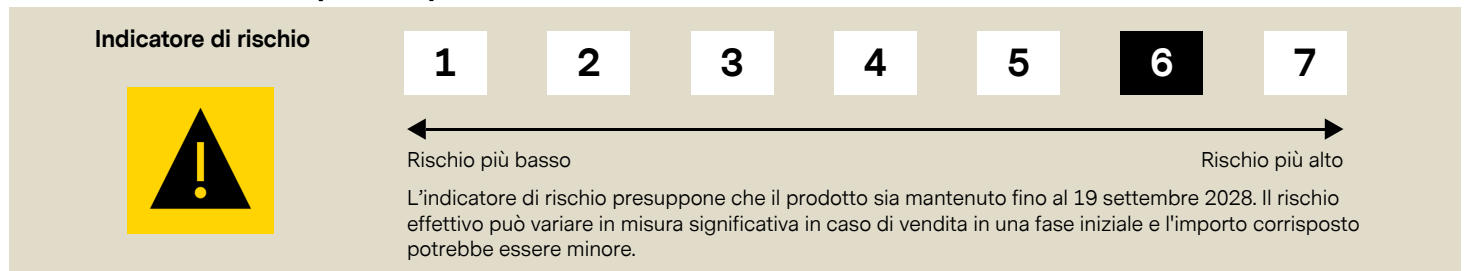 Indicatore di rischio
1 2 3 4 5 6 7
!
Rischio più basso
Rischio più alto
L'indicatore di rischio presuppone che il prodotto sia mantenuto fino al 19 settembre 2028. Il rischio
effettivo può variare in misura significativa in caso di vendita in una fase iniziale e l'importo corrisposto
potrebbe essere minore.